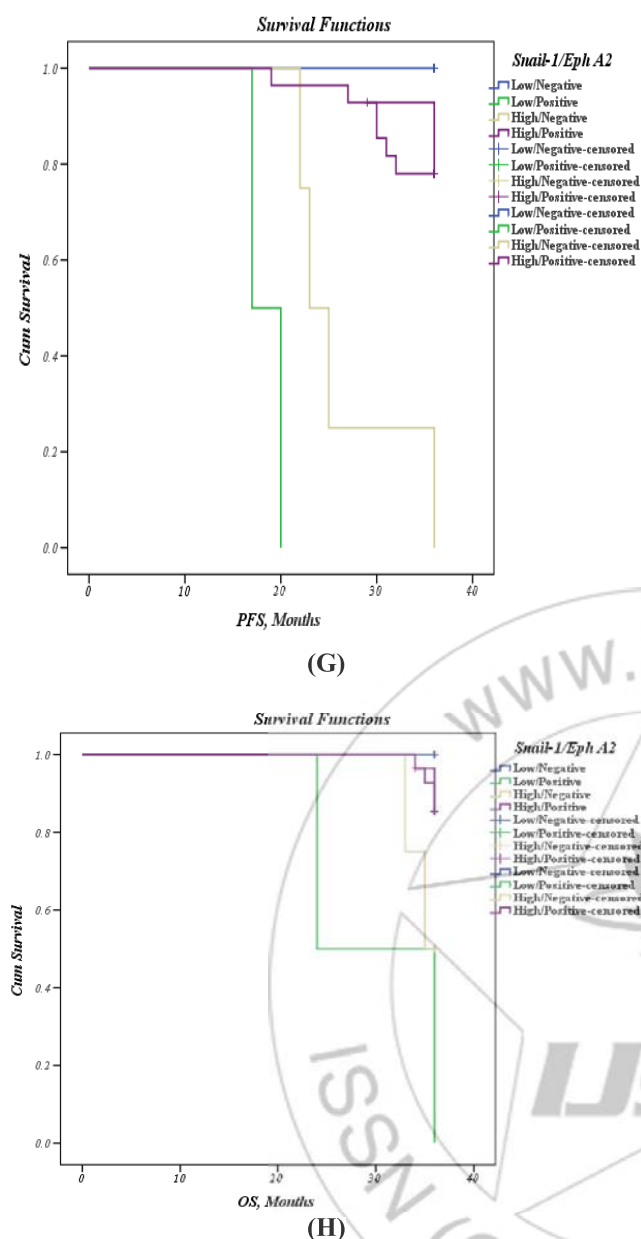 Survival Functions
Snail-1/Eph A2
Low/Negative
Low/Positive
High/Negative
High/Positive
Low/Negative-censored
Low/Positive-censored
High/Negative-censored
High/Positive-censored
Low/Negative-censored
Low/Positive-censored
High/Negative-censored
High/Positive-censored
Cum Survival
1.0
0.8
0.6
0.4
0.2
0.0
0 10 20 30 40
PFS, Months
(G)
www.
Survival Functions
Snail-1/Eph A2
Low/Negative
Low/Positive
High/Negative
High/Positive
Low/Negative-censored
Low/Positive-censored
High/Negative-censored
High/Positive-censored
Low/Negative-censored
Low/Positive-censored
High/Negative-censored
High/Positive-censored
Cum Survival
1.0
0.8
0.6
0.4
0.2
0.0
0 10 20 30 40
OS, Months
(H)
ISSN (